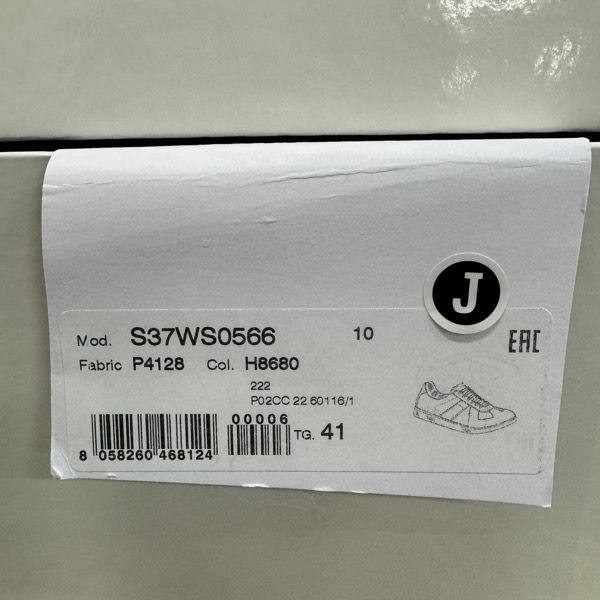 J
Mod. S37WS0566 10
EAC
Fabric P4128 Col. H8680
222
P02CC 22 60116/1
00006
8 058260 468124
TG. 41